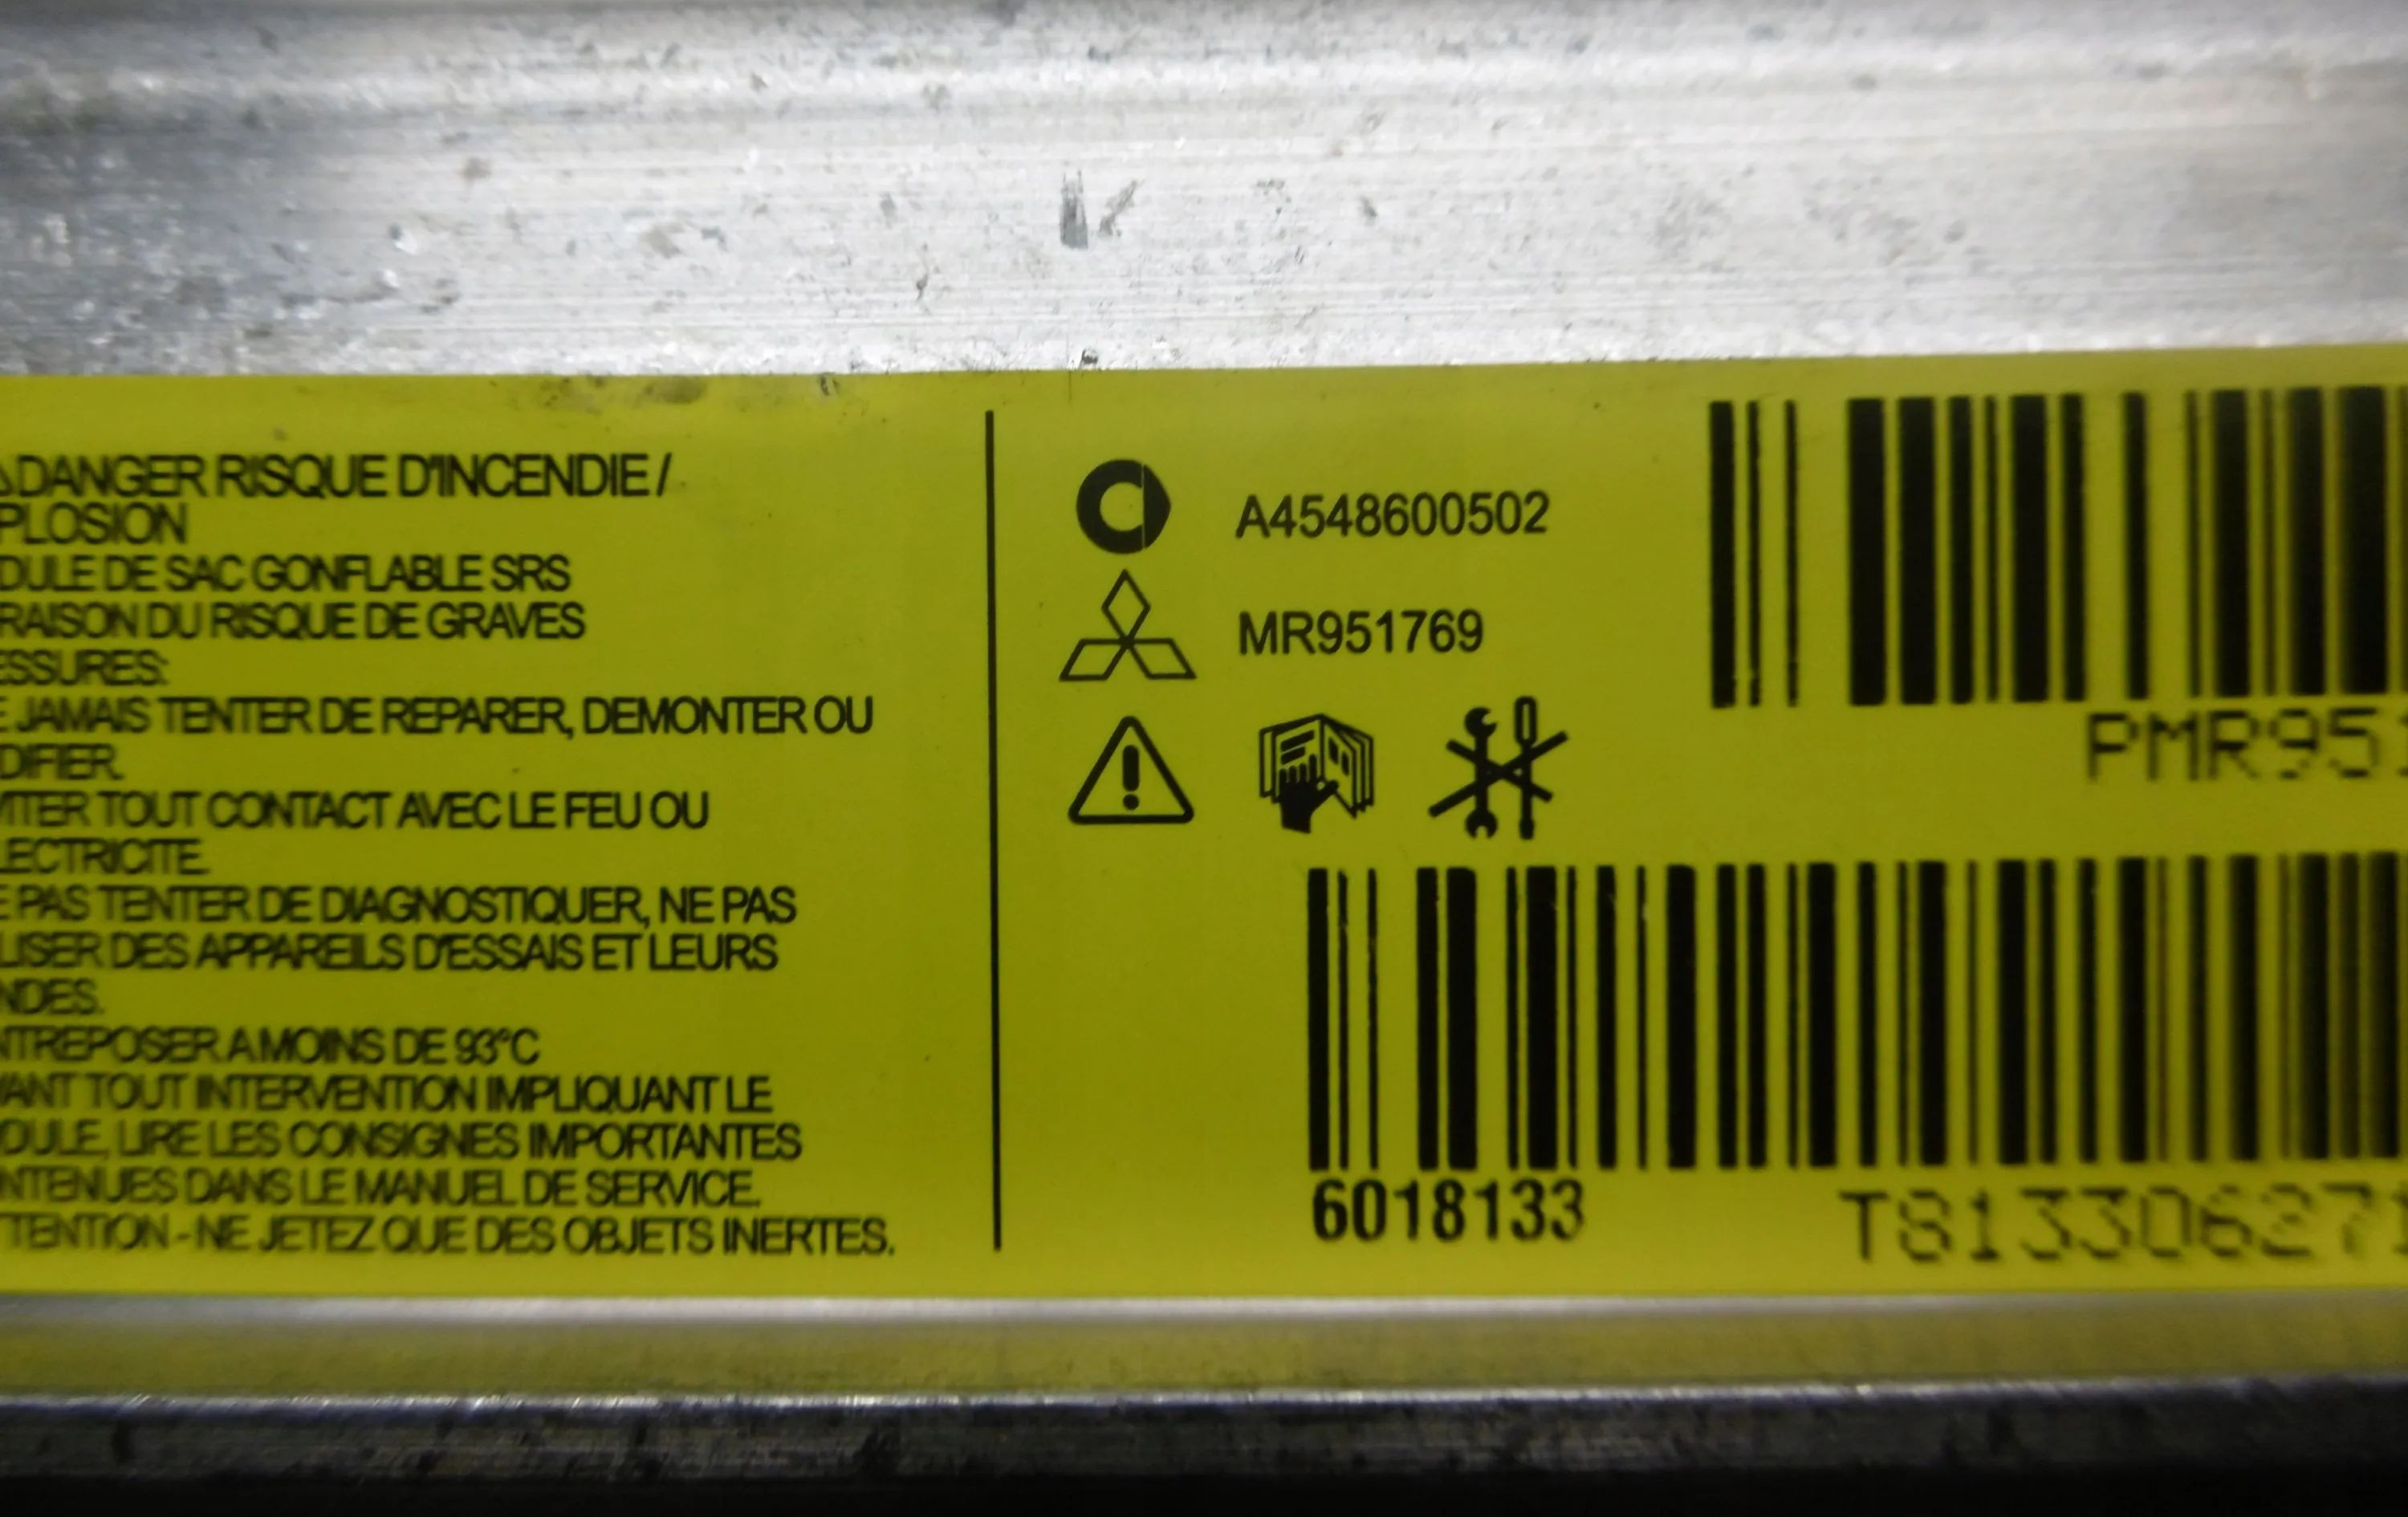 DANGER RISQUE D'INCENDIE /
PLOSION
DULE DE SAC GONFLABLE SRS
RAISON DU RISQUE DE GRAVES
ESSURES:
E JAMAIS TENTER DE REPARER, DEMONTER OU
DIFIER.
VITER TOUT CONTACT AVEC LE FEU OU
LECTRICITE.
E PAS TENTER DE DIAGNOSTIQUER, NE PAS
LISER DES APPAREILS D'ESSAIS ET LEURS
NDES.
NTREPOSER A MOINS DE 93°C
VANT TOUT INTERVENTION IMPLIQUANT LE
ODULE, LIRE LES CONSIGNES IMPORTANTES
NTENUES DANS LE MANUEL DE SERVICE.
TTENTION - NE JETEZ QUE DES OBJETS INERTES.
A4548600502
MR951769
PMR951
6018133
T813306271